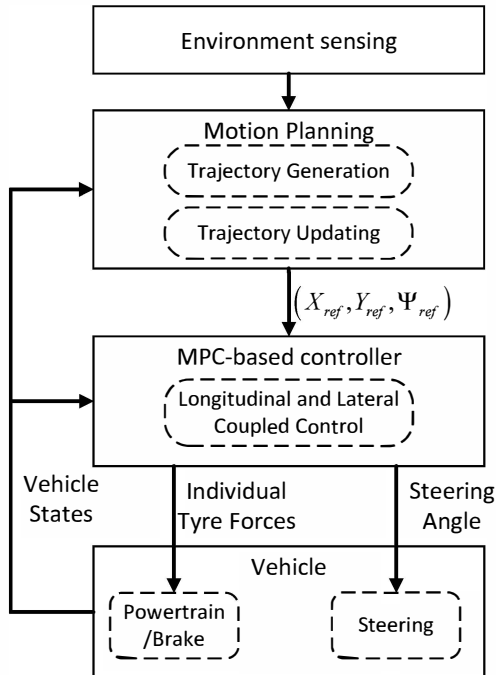 Environment sensing
Motion Planning
Trajectory Generation
Trajectory Updating
(X_ref, Y_ref, Ψ_ref)
MPC-based controller
Longitudinal and Lateral
Coupled Control
Vehicle
States
Individual
Tyre Forces
Steering
Angle
Vehicle
Powertrain
/Brake
Steering